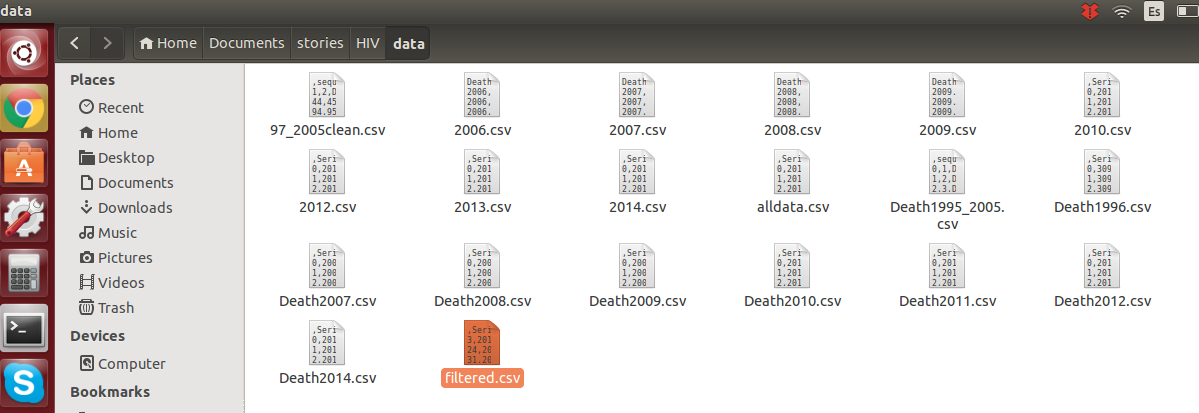 data
Es
Home Documents stories HIV data
Places
Recent
Home
Desktop
Documents
Downloads
Music
Pictures
Videos
Trash
Devices
Computer
Bookmarks
,sequ
1,2,D
44,45
94.95
97_2005clean.csv
Death
2006,
2006,
2006.
2006.csv
Death
2007,
2007,
2007.
2007.csv
Death
2008,
2008,
2008.
2008.csv
Death
2009.
2009,
2009.
2009.csv
,Seri
0,201
1,201
2.201
2010.csv
,Seri
0,201
1,201
2.201
2012.csv
,Seri
0,201
1,201
2.201
2013.csv
,Seri
0,201
1,201
2.201
2014.csv
,Seri
0,201
1,201
2.201
alldata.csv
,sequ
0,1,D
1,2,D
2.3.D
Death1995_2005.
csv
,Seri
0,309
1,309
2.309
Death1996.csv
,Seri
0,200
1,200
2.200
Death2007.csv
,Seri
0,200
1,200
2.200
Death2008.csv
,Seri
0,200
1,200
2.200
Death2009.csv
,Seri
0,201
1,201
2.201
Death2010.csv
,Seri
0,201
1,201
2.201
Death2011.csv
,Seri
0,201
1,201
2.201
Death2012.csv
,Seri
0,201
1,201
2.201
Death2014.csv
,Seri
3,201
24,20
31.20
filtered.csv